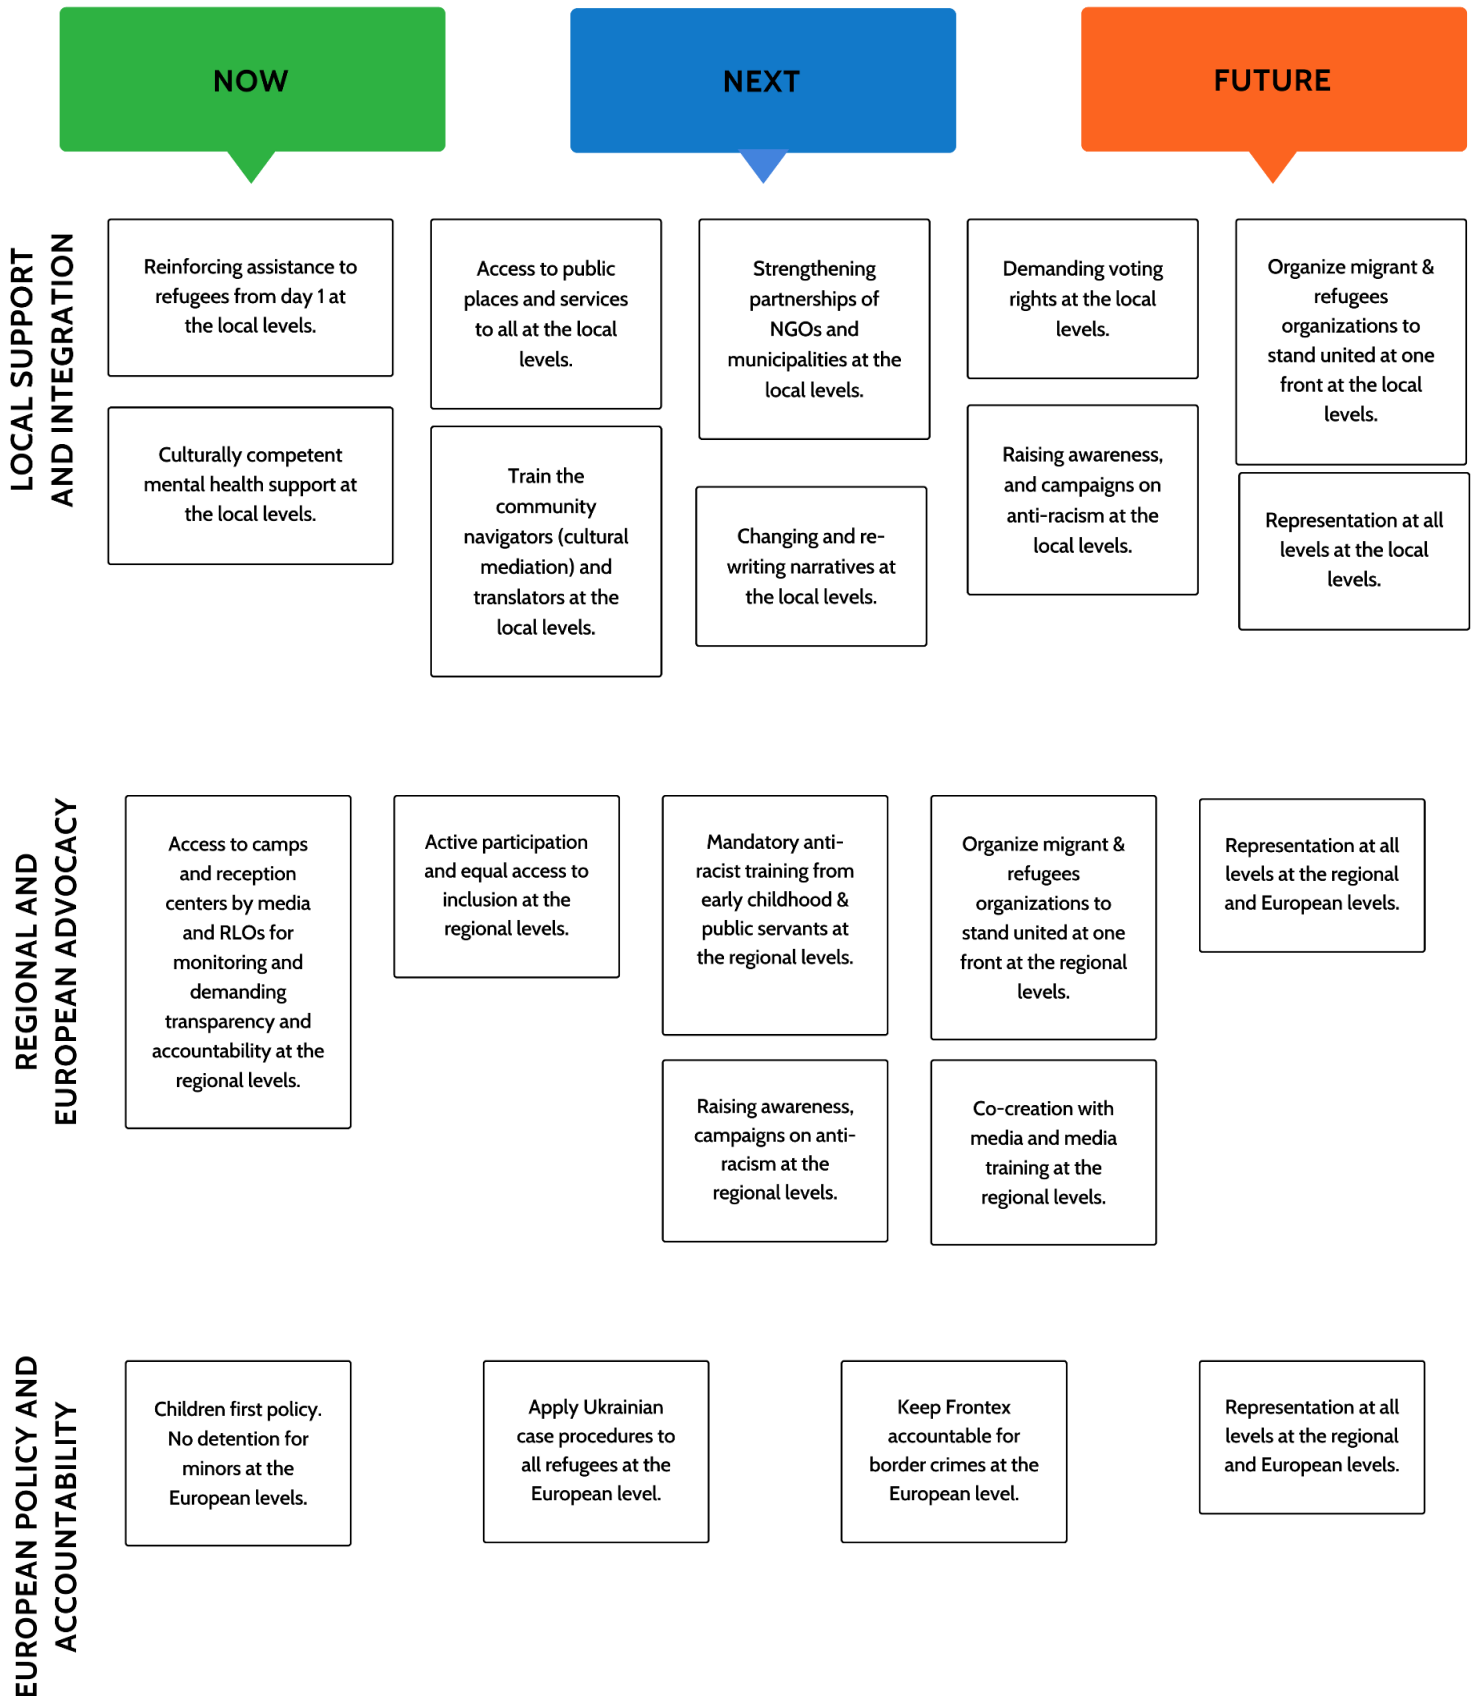 NOW
NEXT
FUTURE
LOCAL SUPPORT
AND INTEGRATION
Reinforcing assistance to
refugees from day 1 at
the local levels.
Culturally competent
mental health support at
the local levels.
Access to public
places and services
to all at the local
levels.
Train the
community
navigators (cultural
mediation) and
translators at the
local levels.
Strengthening
partnerships of
NGOs and
municipalities at the
local levels.
Changing and re-
writing narratives at
the local levels.
Demanding voting
rights at the local
levels.
Raising awareness,
and campaigns on
anti-racism at the
local levels.
Organize migrant &
refugees
organizations to
stand united at one
front at the local
levels.
Representation at all
levels at the local
levels.
REGIONAL AND
EUROPEAN ADVOCACY
Access to camps
and reception
centers by media
and RLOs for
monitoring and
demanding
transparency and
accountability at the
regional levels.
Active participation
and equal access to
inclusion at the
regional levels.
Mandatory anti-
racist training from
early childhood &
public servants at
the regional levels.
Raising awareness,
campaigns on anti-
racism at the
regional levels.
Organize migrant &
refugees
organizations to
stand united at one
front at the regional
levels.
Co-creation with
media and media
training at the
regional levels.
Representation at all
levels at the regional
and European levels.
EUROPEAN POLICY AND
ACCOUNTABILITY
Children first policy.
No detention for
minors at the
European levels.
Apply Ukrainian
case procedures to
all refugees at the
European level.
Keep Frontex
accountable for
border crimes at the
European level.
Representation at all
levels at the regional
and European levels.